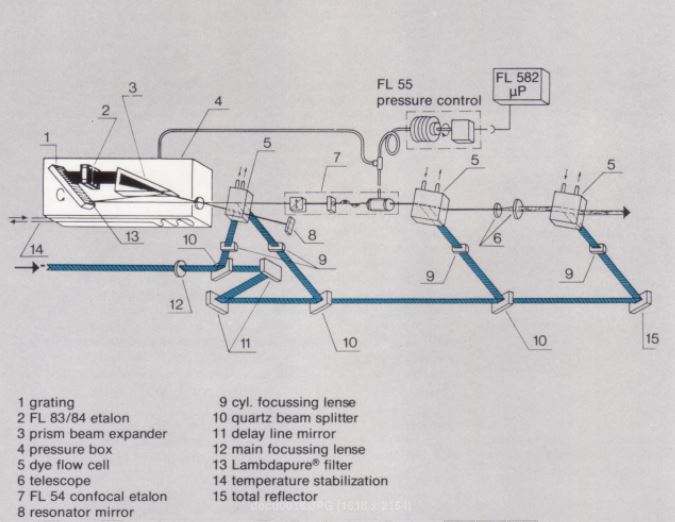 FL 582
µP
FL 55
pressure control
3
2
4
1
5
7
5
5
13
8
6
14
10
9
9
9
12
11
10
10
15
1 grating
2 FL 83/84 etalon
3 prism beam expander
4 pressure box
5 dye flow cell
6 telescope
7 FL 54 confocal etalon
8 resonator mirror
9 cyl. focussing lense
10 quartz beam splitter
11 delay line mirror
12 main focussing lense
13 Lambdapure® filter
14 temperature stabilization
15 total reflector